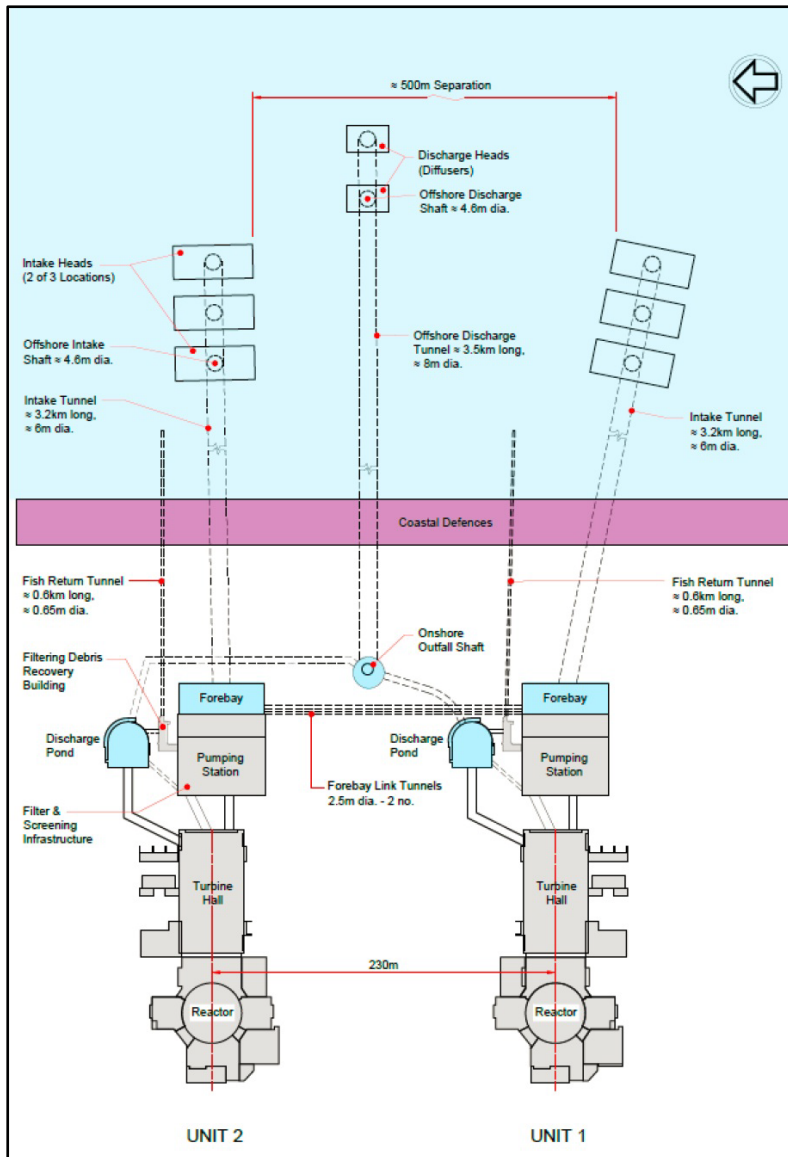 ≈ 500m Separation
Discharge Heads
(Diffusers)
Offshore Discharge
Shaft ≈ 4.6m dia.
Intake Heads
(2 of 3 Locations)
Offshore Intake
Shaft ≈ 4.6m dia.
Offshore Discharge
Tunnel ≈ 3.5km long,
≈ 8m dia.
Intake Tunnel
≈ 3.2km long,
≈ 6m dia.
Intake Tunnel
≈ 3.2km long,
≈ 6m dia.
Coastal Defences
Fish Return Tunnel
≈ 0.6km long,
≈ 0.65m dia.
Fish Return Tunnel
≈ 0.6km long,
≈ 0.65m dia.
Onshore
Outfall Shaft
Filtering Debris
Recovery
Building
Forebay
Forebay
Discharge
Pond
Pumping
Station
Discharge
Pond
Pumping
Station
Forebay Link Tunnels
2.5m dia. - 2 no.
Filter &
Screening
Infrastructure
Turbine
Hall
Turbine
Hall
230m
Reactor
Reactor
UNIT 2
UNIT 1